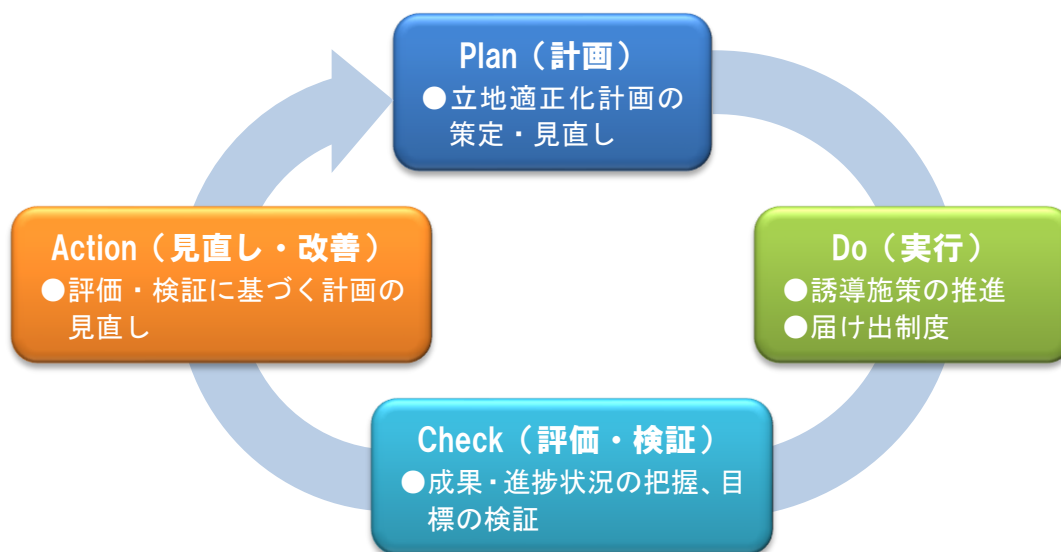 Plan(計画)
●立地適正化計画の
策定・見直し
Do(実行)
●誘導施策の推進
●届け出制度
Check(評価・検証)
●成果・進捗状況の把握、目
標の検証
Action(見直し・改善)
●評価・検証に基づく計画の
見直し